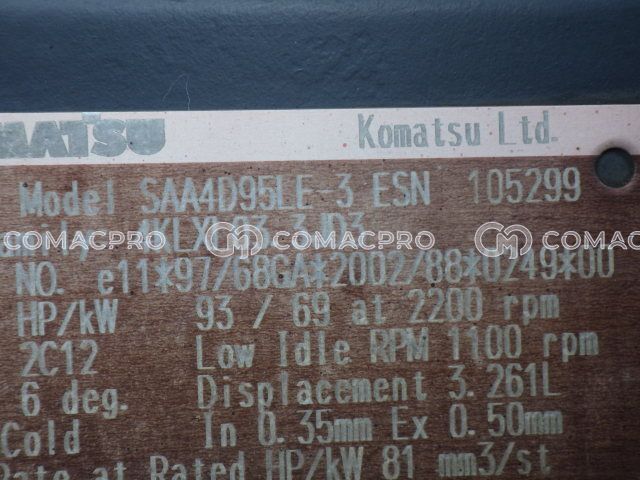 OMATSU Komatsu Ltd.
Model SAA4D95LE-3 ESN 105299
COMACPRO COMACPRO
NO. e11*97/68GA*2002/88*0249*00
HP/kW 93 / 69 at 2200 rpm
2C12 Low Idle RPM 1100 rpm
6 deg. Displacement 3.261L
Cold In 0.35mm Ex 0.50mm
Rate at Rated HP/kW 81 mm3/st